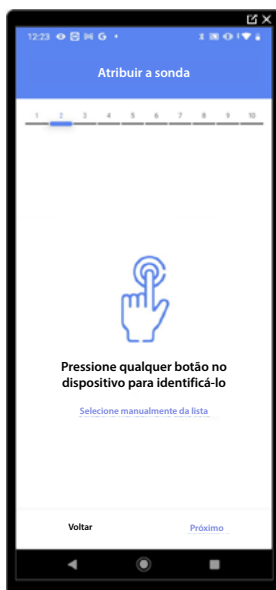 12:23
Atribuir a sonda
1 2 3 4 5 6 7 8 9 10
Pressione qualquer botão no
dispositivo para identificá-lo
Selecione manualmente da lista
Voltar Próximo